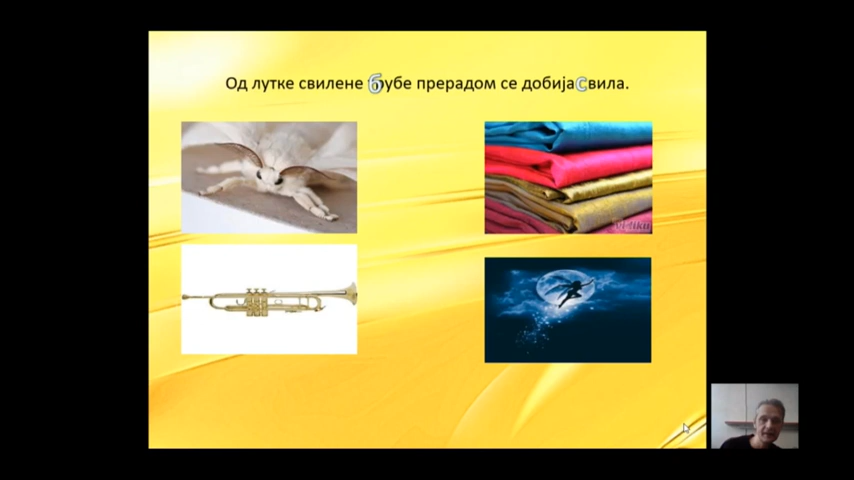 Од лутке свилене бубе прерадом се добија свила.